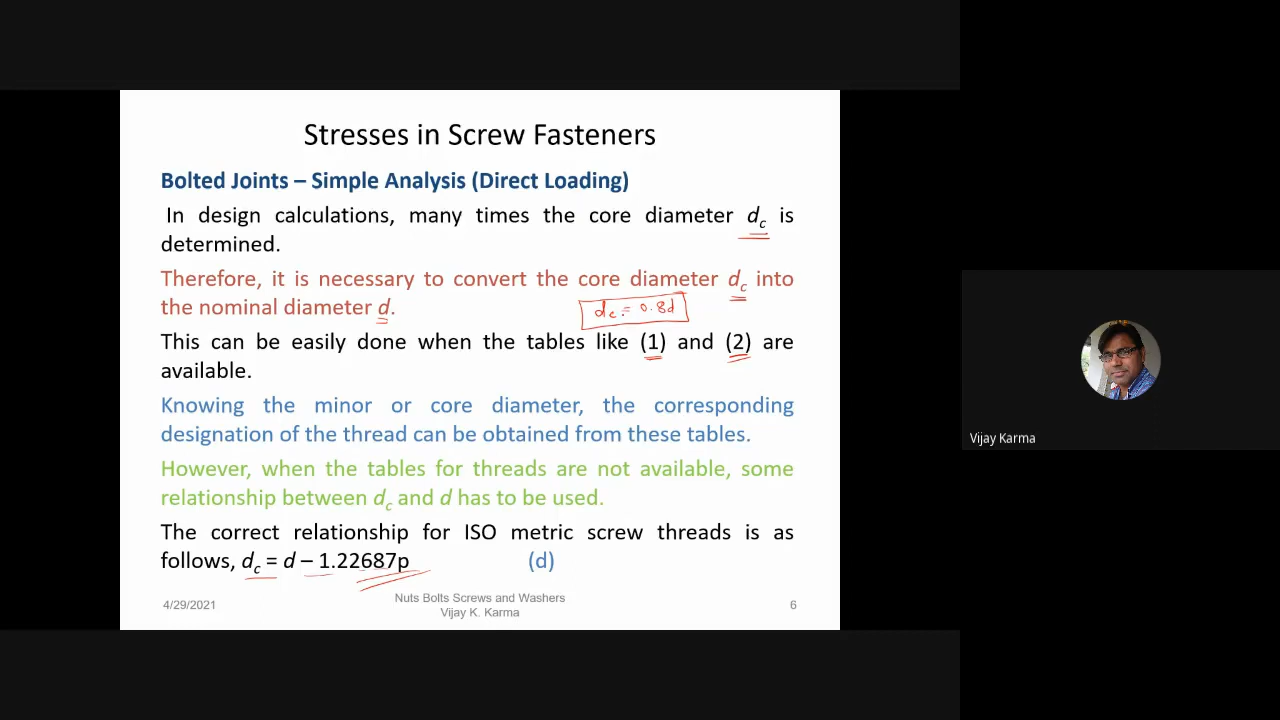 Stresses in Screw Fasteners
Bolted Joints – Simple Analysis (Direct Loading)
In design calculations, many times the core diameter dc is
determined.
Therefore, it is necessary to convert the core diameter dc into
the nominal diameter d.
dc = 0.8d
This can be easily done when the tables like (1) and (2) are
available.
Knowing the minor or core diameter, the corresponding
designation of the thread can be obtained from these tables.
However, when the tables for threads are not available, some
relationship between dc and d has to be used.
The correct relationship for ISO metric screw threads is as
follows, dc = d – 1.22687p (d)
4/29/2021
Nuts Bolts Screws and Washers
Vijay K. Karma
6
Vijay Karma